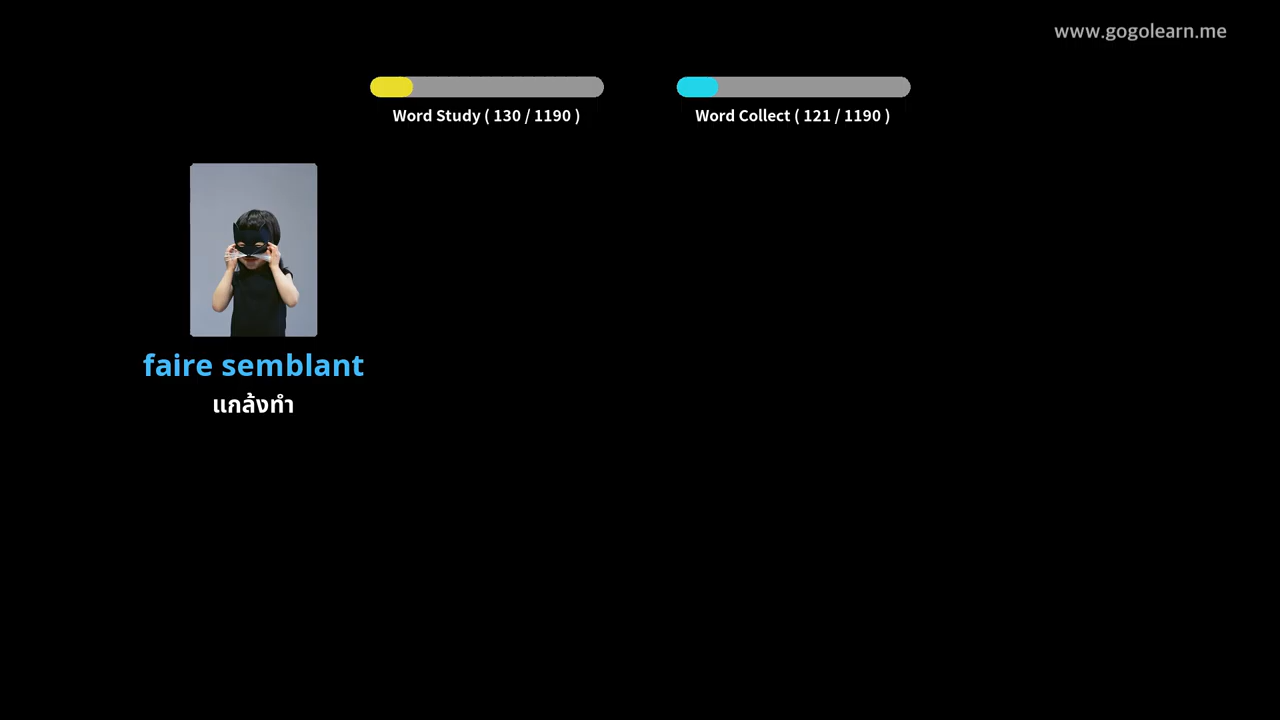 www.gogolearn.me
Word Study ( 130 / 1190 )
Word Collect ( 121 / 1190 )
faire semblant
แกล้งทำ